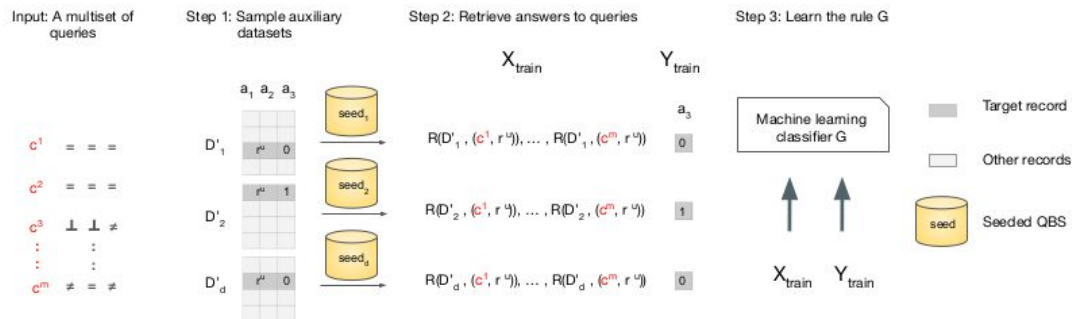 Input: A multiset of
queries
Step 1: Sample auxiliary
datasets
Step 2: Retrieve answers to queries
Step 3: Learn the rule G
X_train
Y_train
a_1 a_2 a_3
seed_1
a_3
c^1 = = =
D'_1
r^u 0
R(D'_1 , (c^1, r^u)), ... , R(D'_1 , (c^m, r^u))
0
c^2 = = =
r^u 1
seed_2
D'_2
R(D'_2 , (c^1, r^u)), ... , R(D'_2 , (c^m, r^u))
1
c^3 ⊥ ⊥ ≠
: :
: :
c^m ≠ = ≠
seed_d
D'_d
r^u 0
R(D'_d , (c^1, r^u)), ... , R(D'_d , (c^m, r^u))
0
Machine learning
classifier G
X_train
Y_train
Target record
Other records
seed
Seeded QBS